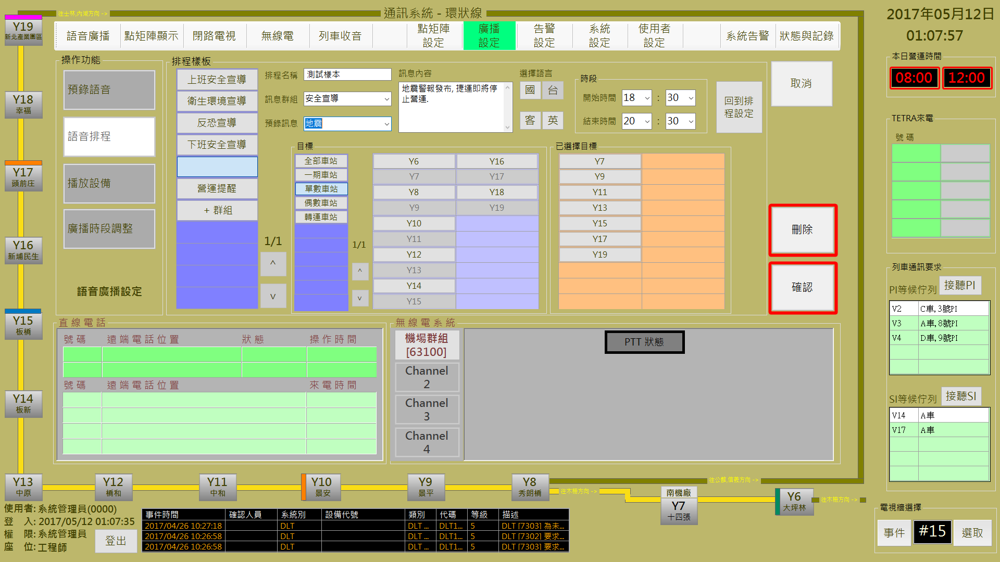 往士林,內湖方向 ->
通訊系統 - 環狀線
2017年05月12日
01:07:57
Y19
新北產業園區
語音廣播
點矩陣顯示
閉路電視
無線電
列車收音
點矩陣
設定
廣播
設定
告警
設定
系統
設定
使用者
設定
系統告警
狀態與記錄
操作功能
預錄語音
語音排程
播放設備
廣播時段調整
語音廣播設定
排程樣板
上班安全宣導
衛生環境宣導
反恐宣導
下班安全宣導
營運提醒
+ 群組
1/1
^
v
排程名稱
測試樣本
訊息群組
安全宣導
預錄訊息
地震
訊息內容
地震警報發布, 捷運即將停
止營運.
選擇語言
國 台
客 英
時段
開始時間 18 : 30
結束時間 20 : 30
回到排
程設定
取消
刪除
確認
目標
全部車站
一期車站
單數車站
偶數車站
轉運車站
1/1
^
v
Y6 Y16
Y7 Y17
Y8 Y18
Y9 Y19
Y10
Y11
Y12
Y13
Y14
Y15
已選擇目標
Y7
Y9
Y11
Y13
Y15
Y17
Y19
本日營運時間
08:00 12:00
TETRA來電
號 碼
列車通訊要求
PI等候佇列 接聽PI
V2 C車, 3號PI
V3 A車, 8號PI
V4 D車, 9號PI
SI等候佇列 接聽SI
V14 A車
V17 A車
電視牆選擇
事件 #15 選取
Y18
幸福
Y17
頭前庄
Y16
新埔民生
Y15
板橋
Y14
板新
直 線 電 話
號 碼 遠 端 電 話 位 置 狀 態 操 作 時 間
號 碼 遠 端 電 話 位 置 來 電 時 間
無 線 電 系 統
機場群組
[63100]
Channel
2
Channel
3
Channel
4
PTT 狀態
Y13
中原
Y12
橋和
Y11
中和
Y10
景安
Y9
景平
Y8
秀朗橋
往公館,信義方向 ->
往木柵方向 ->
南機廠
Y7
十四張
Y6
大坪林
往木柵方向 ->
使用者: 系統管理員(0000)
登 入: 2017/05/12 01:07:35
權 限: 系統管理員
座 位: 工程師
登出
事件時間 確認人員 系統別 設備代號 類別 代碼 等級 描述
2017/04/26 10:27:18 DLT DLT ... DLT1... 5 DLT [7303] 為未...
2017/04/26 10:26:58 DLT DLT ... DLT1... 5 DLT [7302] 要求...
2017/04/26 10:26:58 DLT DLT ... DLT1... 5 DLT [7303] 要求...